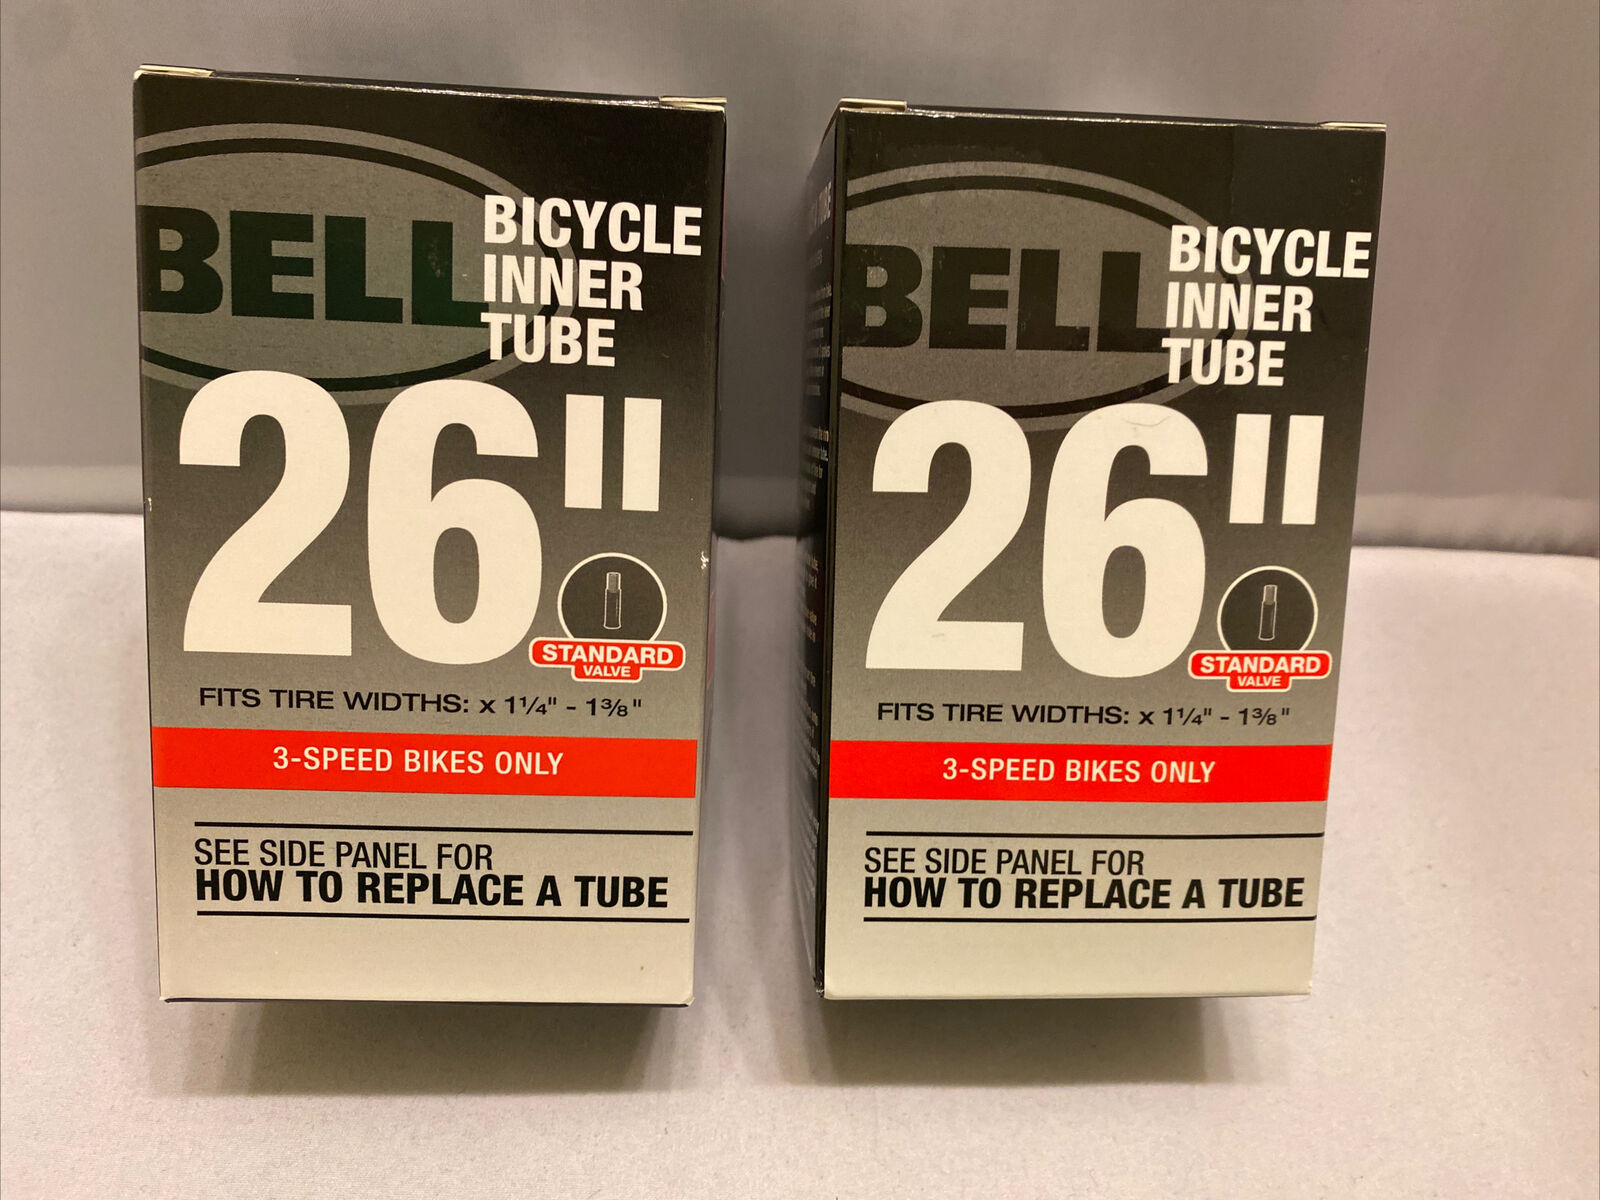 BELL
BICYCLE
INNER
TUBE
26"
STANDARD
VALVE
FITS TIRE WIDTHS: x 1¼" - 1⅜"
3-SPEED BIKES ONLY
SEE SIDE PANEL FOR
HOW TO REPLACE A TUBE
BELL
BICYCLE
INNER
TUBE
26"
STANDARD
VALVE
FITS TIRE WIDTHS: x 1¼" - 1⅜"
3-SPEED BIKES ONLY
SEE SIDE PANEL FOR
HOW TO REPLACE A TUBE